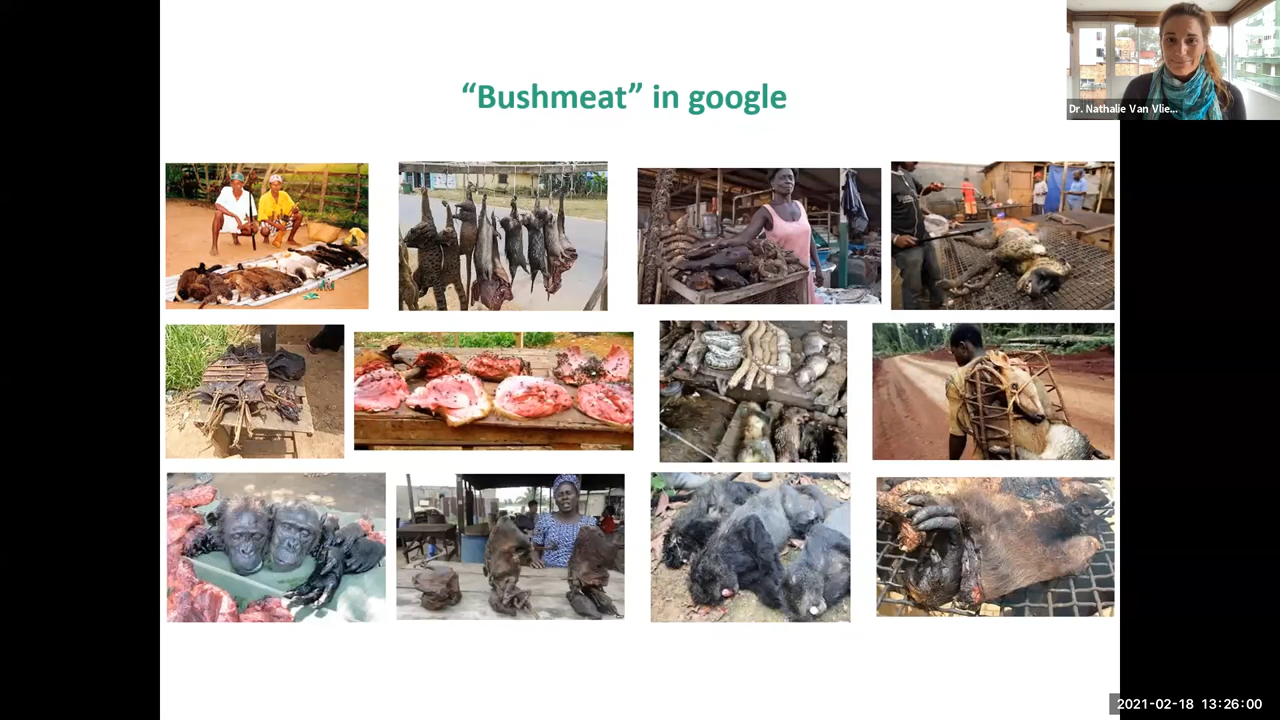 “Bushmeat” in google
Dr. Nathalie Van Vlie...
2021-02-18 13:26:00